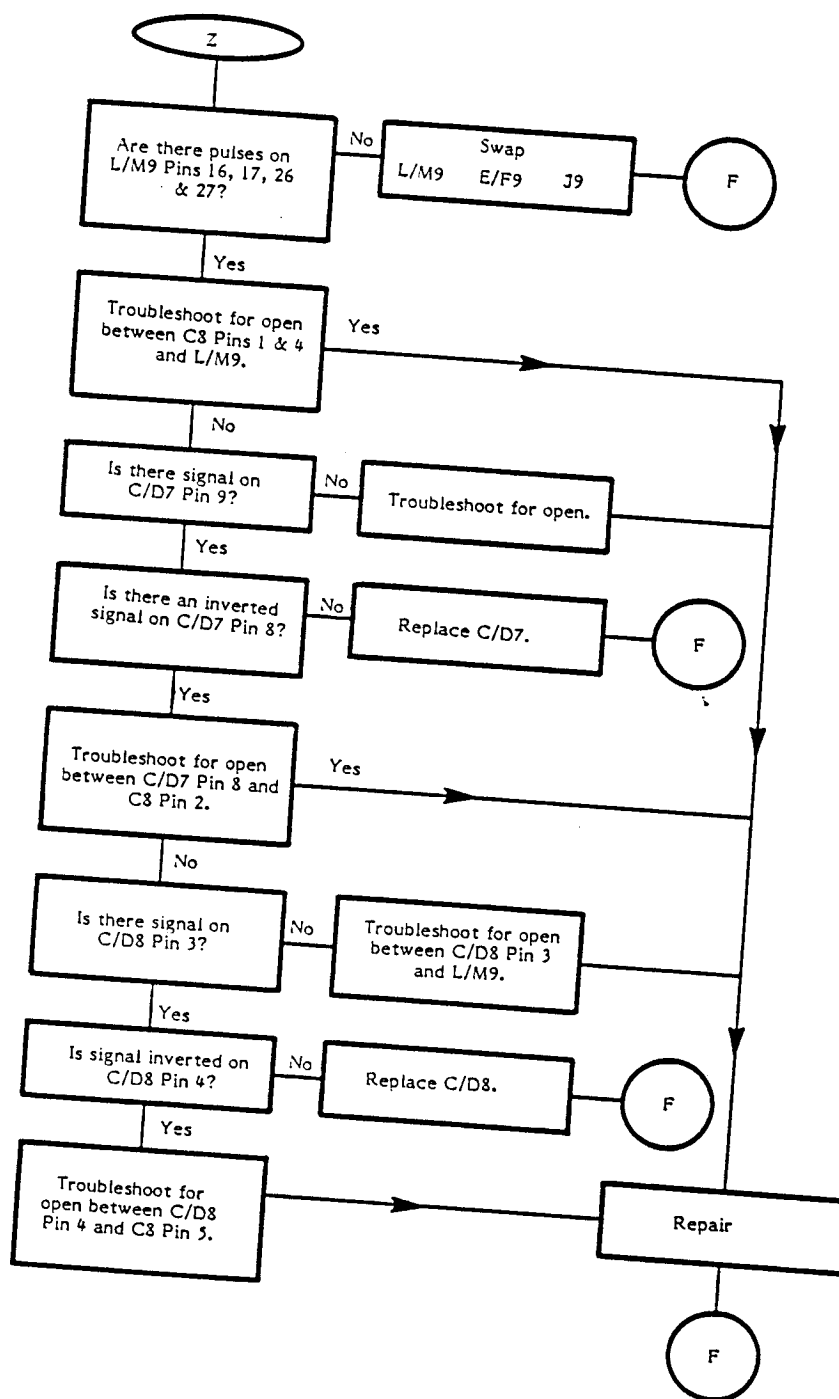 Z
Are there pulses on
L/M9 Pins 16, 17, 26
& 27?
No
Swap
L/M9 E/F9 J9
F
Yes
Troubleshoot for open
between C8 Pins 1 & 4
and L/M9.
Yes
No
Is there signal on
C/D7 Pin 9?
No
Troubleshoot for open.
Yes
Is there an inverted
signal on C/D7 Pin 8?
No
Replace C/D7.
F
Yes
Troubleshoot for open
between C/D7 Pin 8 and
C8 Pin 2.
Yes
No
Is there signal on
C/D8 Pin 3?
No
Troubleshoot for open
between C/D8 Pin 3
and L/M9.
Yes
Is signal inverted on
C/D8 Pin 4?
No
Replace C/D8.
F
Yes
Troubleshoot for
open between C/D8
Pin 4 and C8 Pin 5.
Repair
F